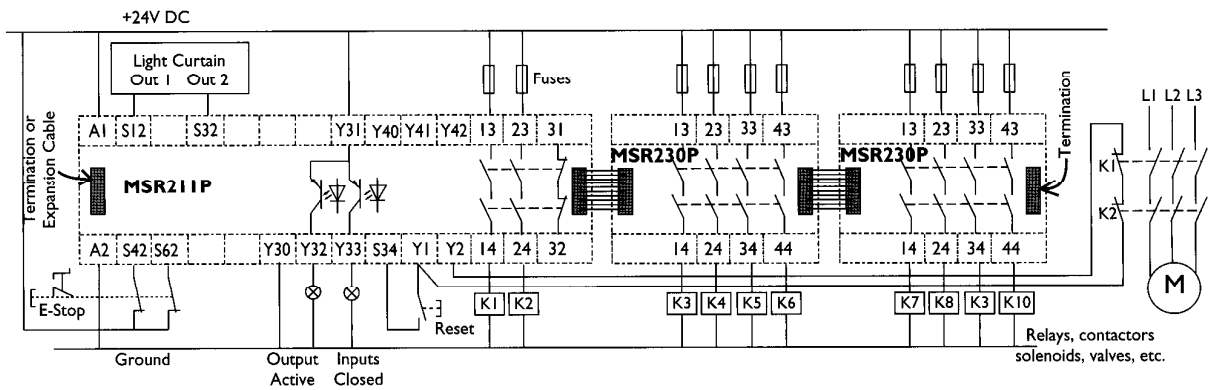 +24V DC
Light Curtain
Out 1 Out 2
Fuses
L1 L2 L3
Termination or
Expansion Cable
A1 S12 S32 Y31 Y40 Y41 Y42 13 23 31
13 23 33 43
13 23 33 43
Termination
MSR211P
MSR230P
MSR230P
K1
K2
A2 S42 S62 Y30 Y32 Y33 S34 Y1 Y2 14 24 32
14 24 34 44
14 24 34 44
M
E-Stop
K1 K2
K3 K4 K5 K6
K7 K8 K3 K10
Reset
Ground
Output
Active
Inputs
Closed
Relays, contactors
solenoids, valves, etc.